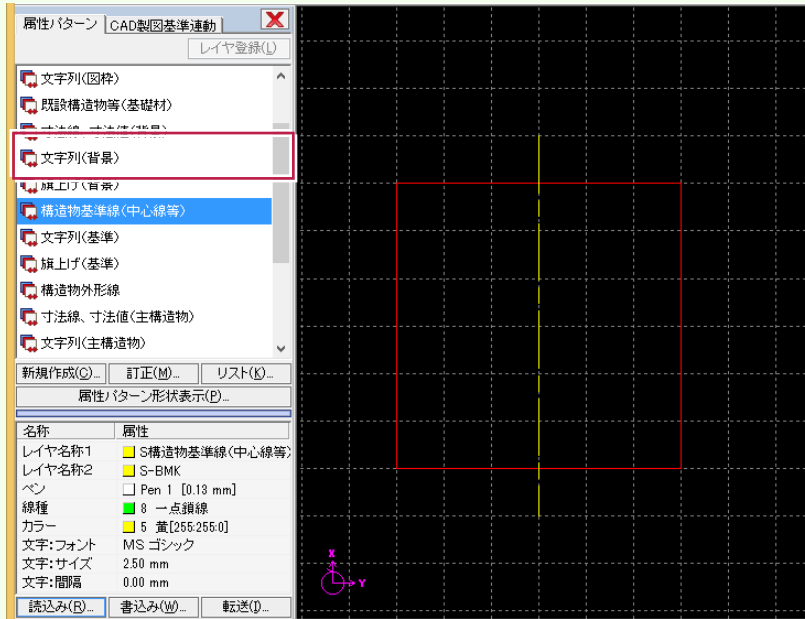 属性パターン CAD製図基準連動
レイヤ登録(L)
文字列(図枠)
既設構造物等(基礎材)
文字列(背景)
旗上げ(背景)
構造物基準線(中心線等)
文字列(基準)
旗上げ(基準)
構造物外形線
寸法線、寸法値(主構造物)
文字列(主構造物)
新規作成(C)... 訂正(M)... リスト(K)...
属性パターン形状表示(P)...
名称 属性
レイヤ名称1 S構造物基準線(中心線等)
レイヤ名称2 S-BMK
ペン Pen 1 [0.13 mm]
線種 8 一点鎖線
カラー 5 黄[255:255:0]
文字:フォント MS ゴシック
文字:サイズ 2.50 mm
文字:間隔 0.00 mm
読込み(R)... 書込み(W)... 転送(I)...
X
Y